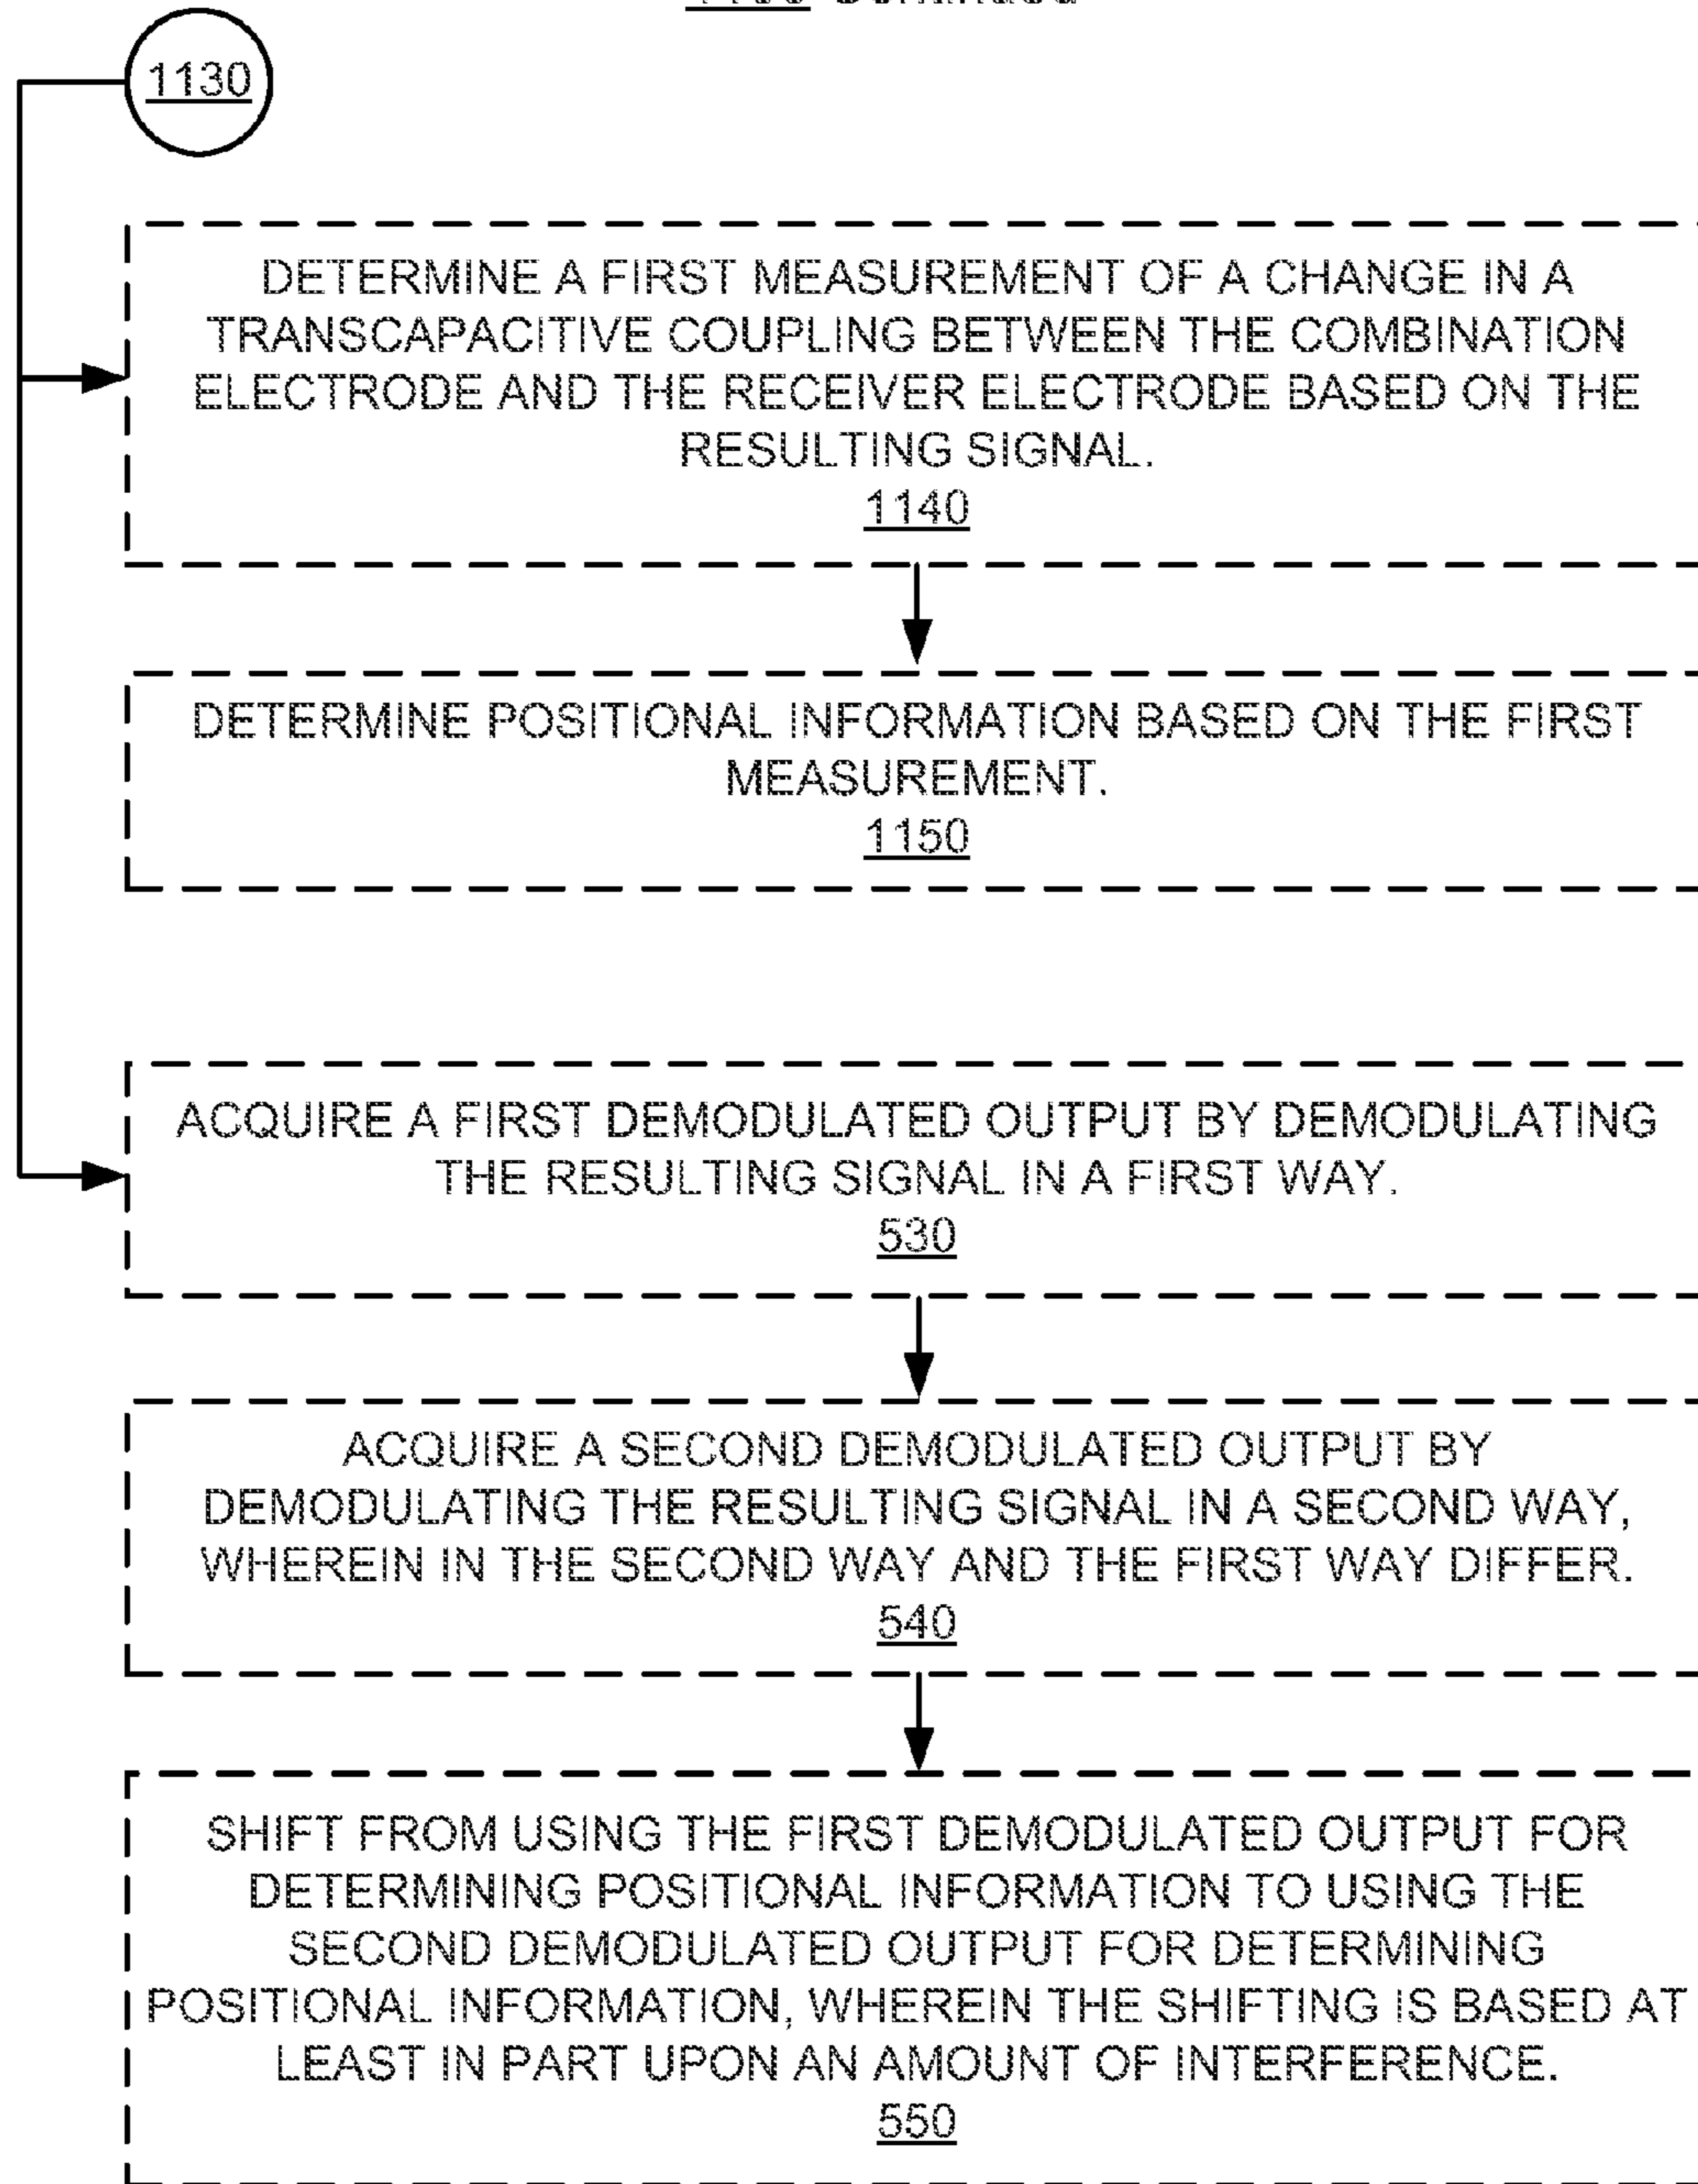 1130
DETERMINE A FIRST MEASUREMENT OF A CHANGE IN A
TRANSCAPACITIVE COUPLING BETWEEN THE COMBINATION
ELECTRODE AND THE RECEIVER ELECTRODE BASED ON THE
RESULTING SIGNAL.
1140
DETERMINE POSITIONAL INFORMATION BASED ON THE FIRST
MEASUREMENT.
1150
ACQUIRE A FIRST DEMODULATED OUTPUT BY DEMODULATING
THE RESULTING SIGNAL IN A FIRST WAY.
530
ACQUIRE A SECOND DEMODULATED OUTPUT BY
DEMODULATING THE RESULTING SIGNAL IN A SECOND WAY,
WHEREIN IN THE SECOND WAY AND THE FIRST WAY DIFFER.
540
SHIFT FROM USING THE FIRST DEMODULATED OUTPUT FOR
DETERMINING POSITIONAL INFORMATION TO USING THE
SECOND DEMODULATED OUTPUT FOR DETERMINING
POSITIONAL INFORMATION, WHEREIN THE SHIFTING IS BASED AT
LEAST IN PART UPON AN AMOUNT OF INTERFERENCE.
550